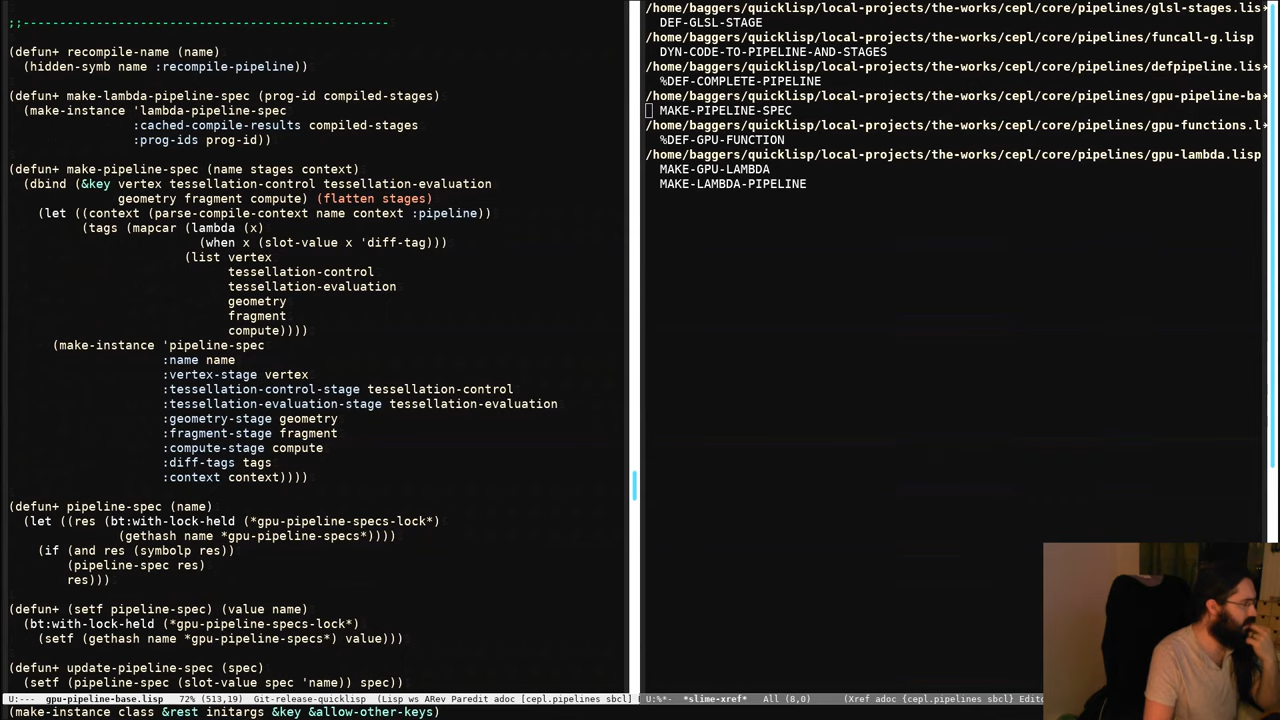 ;;--------------------------------------------------
(defun+ recompile-name (name)
  (hidden-symb name :recompile-pipeline))
(defun+ make-lambda-pipeline-spec (prog-id compiled-stages)
  (make-instance 'lambda-pipeline-spec
                 :cached-compile-results compiled-stages
                 :prog-ids prog-id))
(defun+ make-pipeline-spec (name stages context)
  (dbind (&key vertex tessellation-control tessellation-evaluation
               geometry fragment compute) (flatten stages)
    (let ((context (parse-compile-context name context :pipeline))
          (tags (mapcar (lambda (x)
                          (when x (slot-value x 'diff-tag)))
                        (list vertex
                              tessellation-control
                              tessellation-evaluation
                              geometry
                              fragment
                              compute))))
      (make-instance 'pipeline-spec
                     :name name
                     :vertex-stage vertex
                     :tessellation-control-stage tessellation-control
                     :tessellation-evaluation-stage tessellation-evaluation
                     :geometry-stage geometry
                     :fragment-stage fragment
                     :compute-stage compute
                     :diff-tags tags
                     :context context))))
(defun+ pipeline-spec (name)
  (let ((res (bt:with-lock-held (*gpu-pipeline-specs-lock*)
               (gethash name *gpu-pipeline-specs*))))
    (if (and res (symbolp res))
        (pipeline-spec res)
        res)))
(defun+ (setf pipeline-spec) (value name)
  (bt:with-lock-held (*gpu-pipeline-specs-lock*)
    (setf (gethash name *gpu-pipeline-specs*) value)))
(defun+ update-pipeline-spec (spec)
  (setf (pipeline-spec (slot-value spec 'name)) spec))
U:---  gpu-pipeline-base.lisp   72% (513,19)  Git-release-quicklisp  (Lisp ws ARev Paredit adoc [cepl.pipelines sbcl]
(make-instance class &rest initargs &key &allow-other-keys)
/home/baggers/quicklisp/local-projects/the-works/cepl/core/pipelines/glsl-stages.lis→
  DEF-GLSL-STAGE
/home/baggers/quicklisp/local-projects/the-works/cepl/core/pipelines/funcall-g.lisp
  DYN-CODE-TO-PIPELINE-AND-STAGES
/home/baggers/quicklisp/local-projects/the-works/cepl/core/pipelines/defpipeline.lis→
  %DEF-COMPLETE-PIPELINE
/home/baggers/quicklisp/local-projects/the-works/cepl/core/pipelines/gpu-pipeline-ba→
  MAKE-PIPELINE-SPEC
/home/baggers/quicklisp/local-projects/the-works/cepl/core/pipelines/gpu-functions.l→
  %DEF-GPU-FUNCTION
/home/baggers/quicklisp/local-projects/the-works/cepl/core/pipelines/gpu-lambda.lisp
  MAKE-GPU-LAMBDA
  MAKE-LAMBDA-PIPELINE
U:%*-  *slime-xref*   All (8,0)    (Xref adoc {cepl.pipelines sbcl} Edito